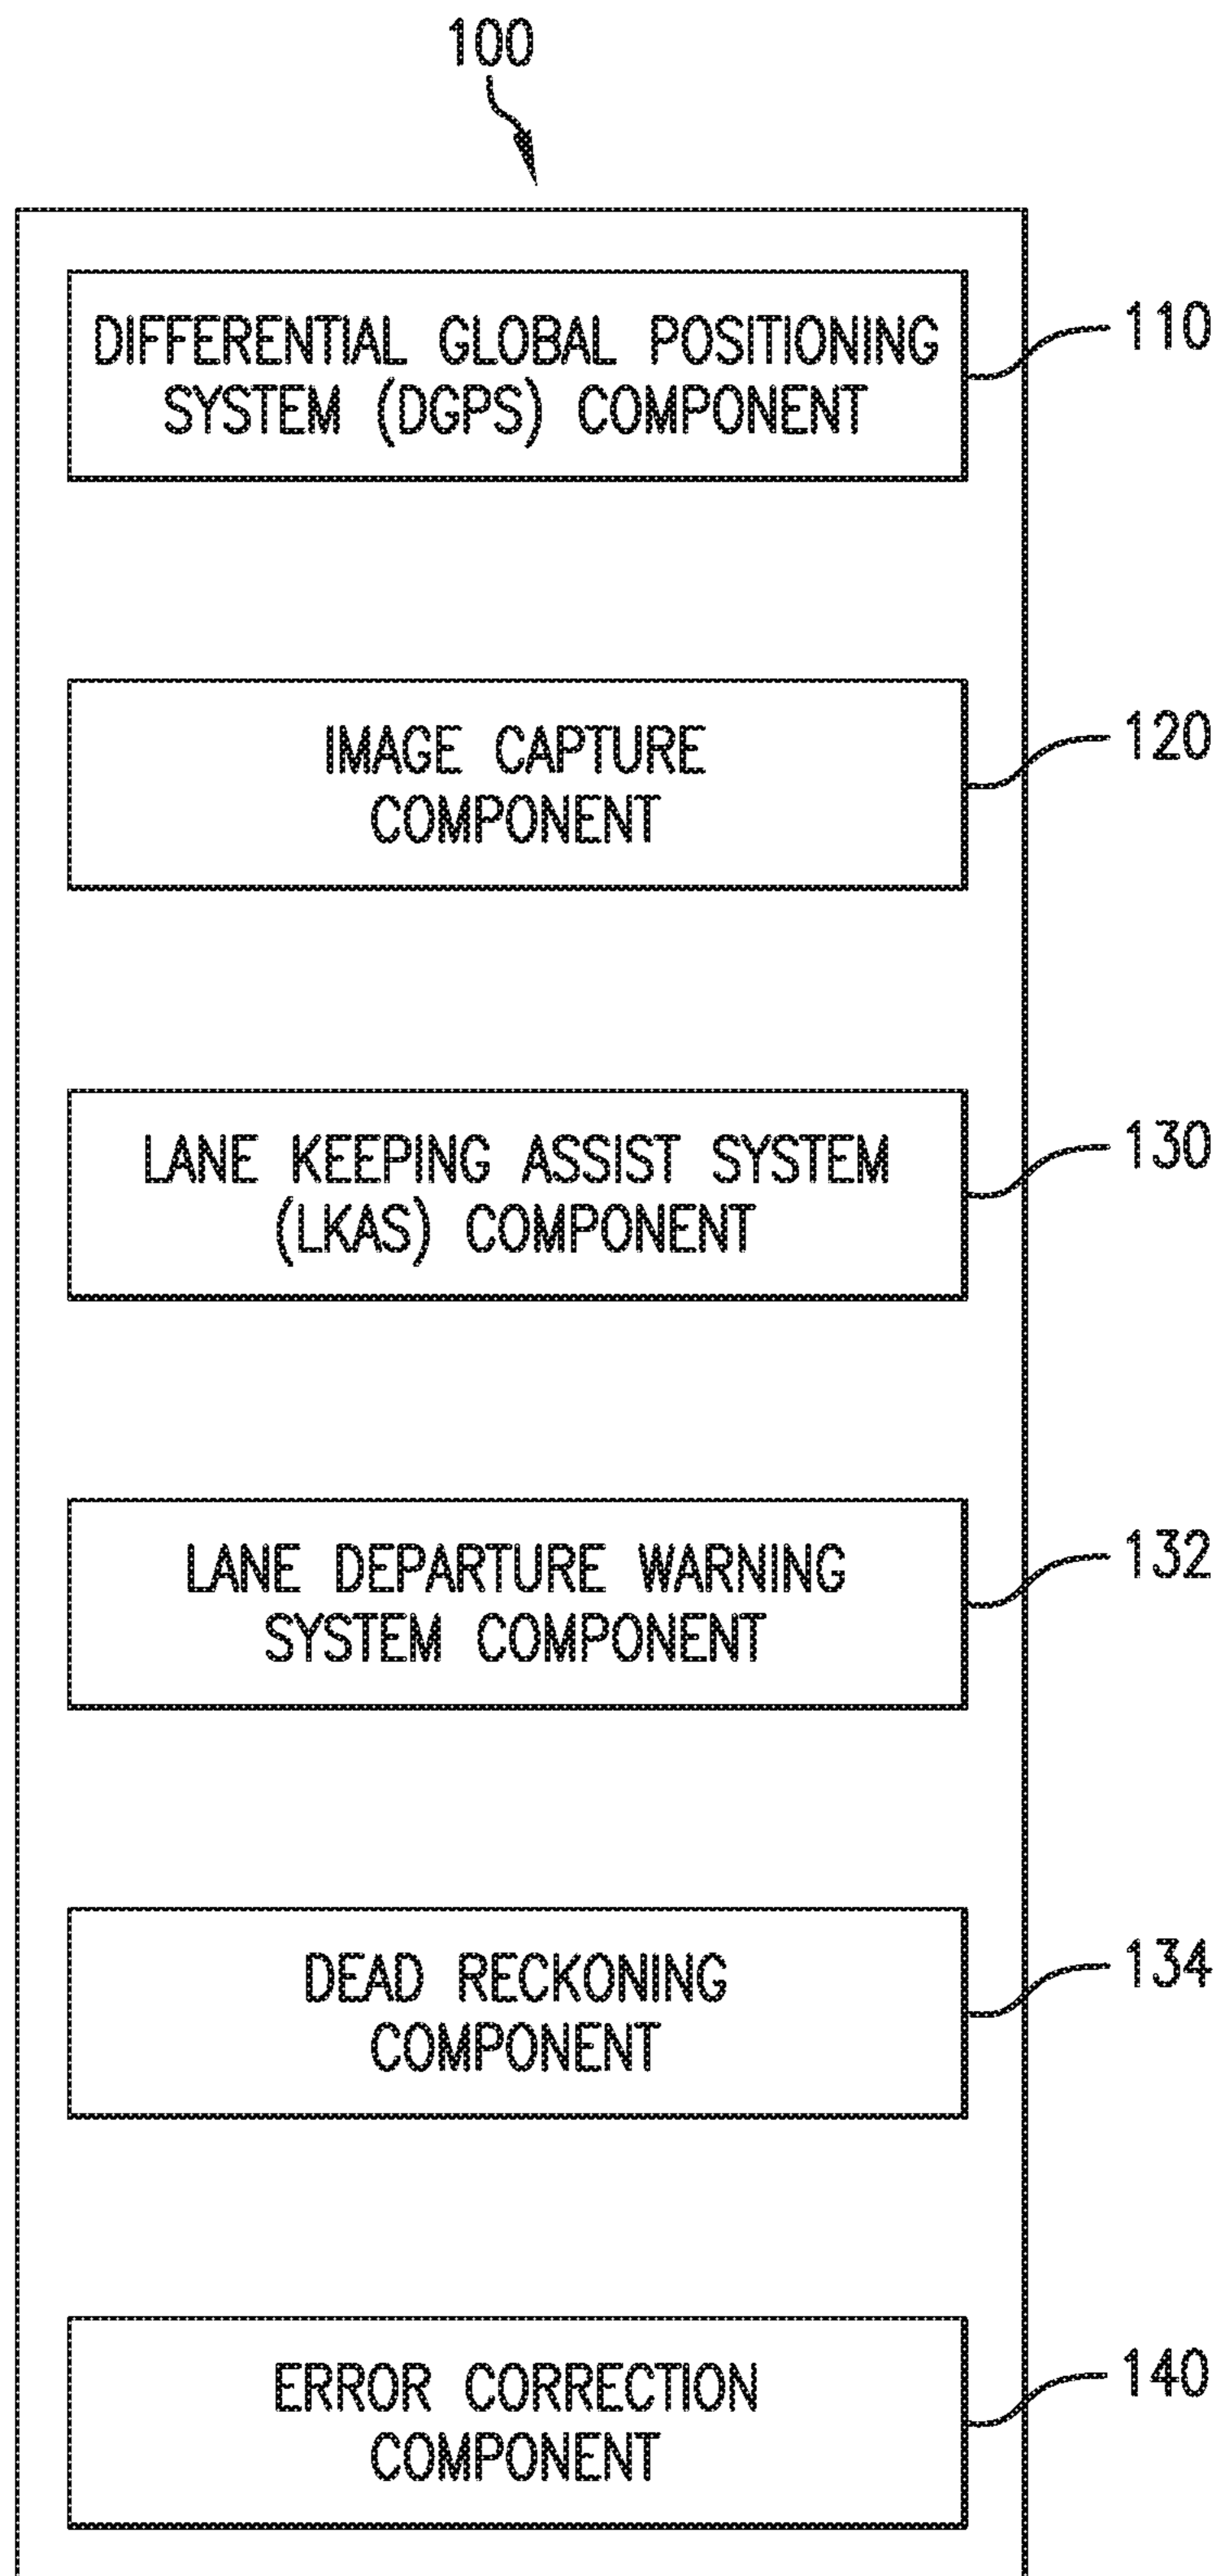 100
DIFFERENTIAL GLOBAL POSITIONING
SYSTEM (DGPS) COMPONENT
110
IMAGE CAPTURE
COMPONENT
120
LANE KEEPING ASSIST SYSTEM
(LKAS) COMPONENT
130
LANE DEPARTURE WARNING
SYSTEM COMPONENT
132
DEAD RECKONING
COMPONENT
134
ERROR CORRECTION
COMPONENT
140